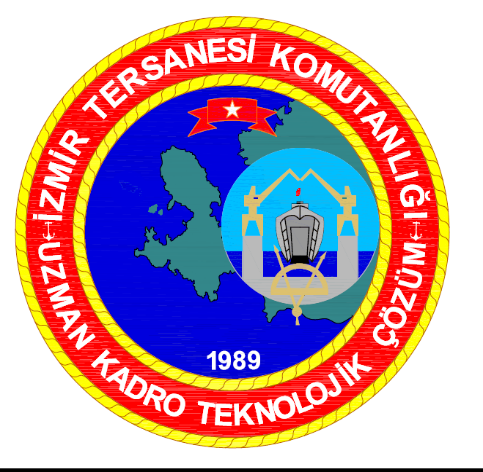 İZMİR TERSANESİ KOMUTANLIĞI
UZMAN KADRO TEKNOLOJİK ÇÖZÜM
1989